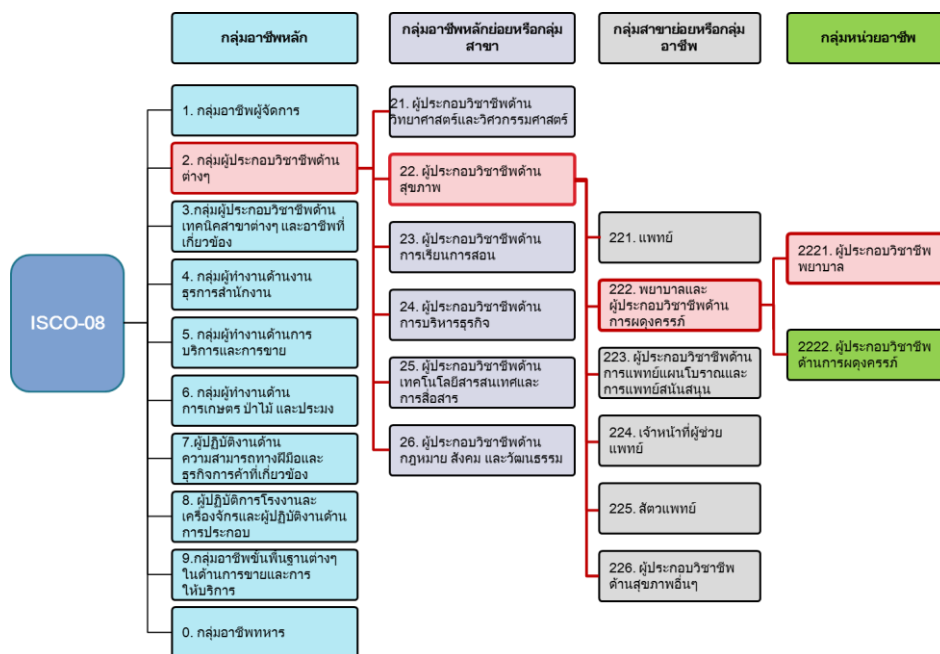 กลุ่มอาชีพหลัก
กลุ่มอาชีพหลักย่อยหรือกลุ่ม
สาขา
กลุ่มสาขาย่อยหรือกลุ่ม
อาชีพ
กลุ่มหน่วยอาชีพ
ISCO-08
1. กลุ่มอาชีพผู้จัดการ
2. กลุ่มผู้ประกอบวิชาชีพด้าน
ต่างๆ
3.กลุ่มผู้ประกอบวิชาชีพด้าน
เทคนิคสาขาต่างๆ และอาชีพที่
เกี่ยวข้อง
4. กลุ่มผู้ทำงานด้านงาน
ธุรการสำนักงาน
5. กลุ่มผู้ทำงานด้านการ
บริการและการขาย
6. กลุ่มผู้ทำงานด้าน
การเกษตร ป่าไม้ และประมง
7.ผู้ปฏิบัติงานด้าน
ความสามารถทางฝีมือและ
ธุรกิจการค้าที่เกี่ยวข้อง
8. ผู้ปฏิบัติการโรงงานละ
เครื่องจักรและผู้ปฏิบัติงานด้าน
การประกอบ
9.กลุ่มอาชีพขั้นพื้นฐานต่างๆ
ในด้านการขายและการ
ให้บริการ
0. กลุ่มอาชีพทหาร
21. ผู้ประกอบวิชาชีพด้าน
วิทยาศาสตร์และวิศวกรรมศาสตร์
22. ผู้ประกอบวิชาชีพด้าน
สุขภาพ
23. ผู้ประกอบวิชาชีพด้าน
การเรียนการสอน
24. ผู้ประกอบวิชาชีพด้าน
การบริหารธุรกิจ
25. ผู้ประกอบวิชาชีพด้าน
เทคโนโลยีสารสนเทศและ
การสื่อสาร
26. ผู้ประกอบวิชาชีพด้าน
กฎหมาย สังคม และวัฒนธรรม
221. แพทย์
222. พยาบาลและ
ผู้ประกอบวิชาชีพด้าน
การผดุงครรภ์
223. ผู้ประกอบวิชาชีพด้าน
การแพทย์แผนโบราณและ
การแพทย์สนันสนุน
224. เจ้าหน้าที่ผู้ช่วย
แพทย์
225. สัตวแพทย์
226. ผู้ประกอบวิชาชีพ
ด้านสุขภาพอื่นๆ
2221. ผู้ประกอบวิชาชีพ
พยาบาล
2222. ผู้ประกอบวิชาชีพ
ด้านการผดุงครรภ์